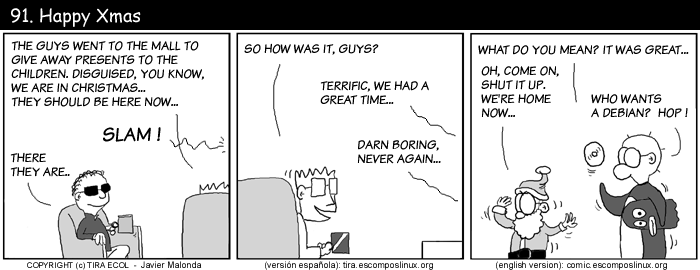 91. Happy Xmas
THE GUYS WENT TO THE MALL TO
GIVE AWAY PRESENTS TO THE
CHILDREN. DISGUISED, YOU KNOW,
WE ARE IN CHRISTMAS...
THEY SHOULD BE HERE NOW...
SLAM !
THERE
THEY ARE..
SO HOW WAS IT, GUYS?
TERRIFIC, WE HAD A
GREAT TIME...
DARN BORING,
NEVER AGAIN...
WHAT DO YOU MEAN? IT WAS GREAT...
OH, COME ON,
SHUT IT UP.
WE'RE HOME
NOW...
WHO WANTS
A DEBIAN? HOP !
COPYRIGHT (c) TIRA ECOL - Javier Malonda
(versión española): tira.escomposlinux.org
(english version): comic.escomposlinux.org